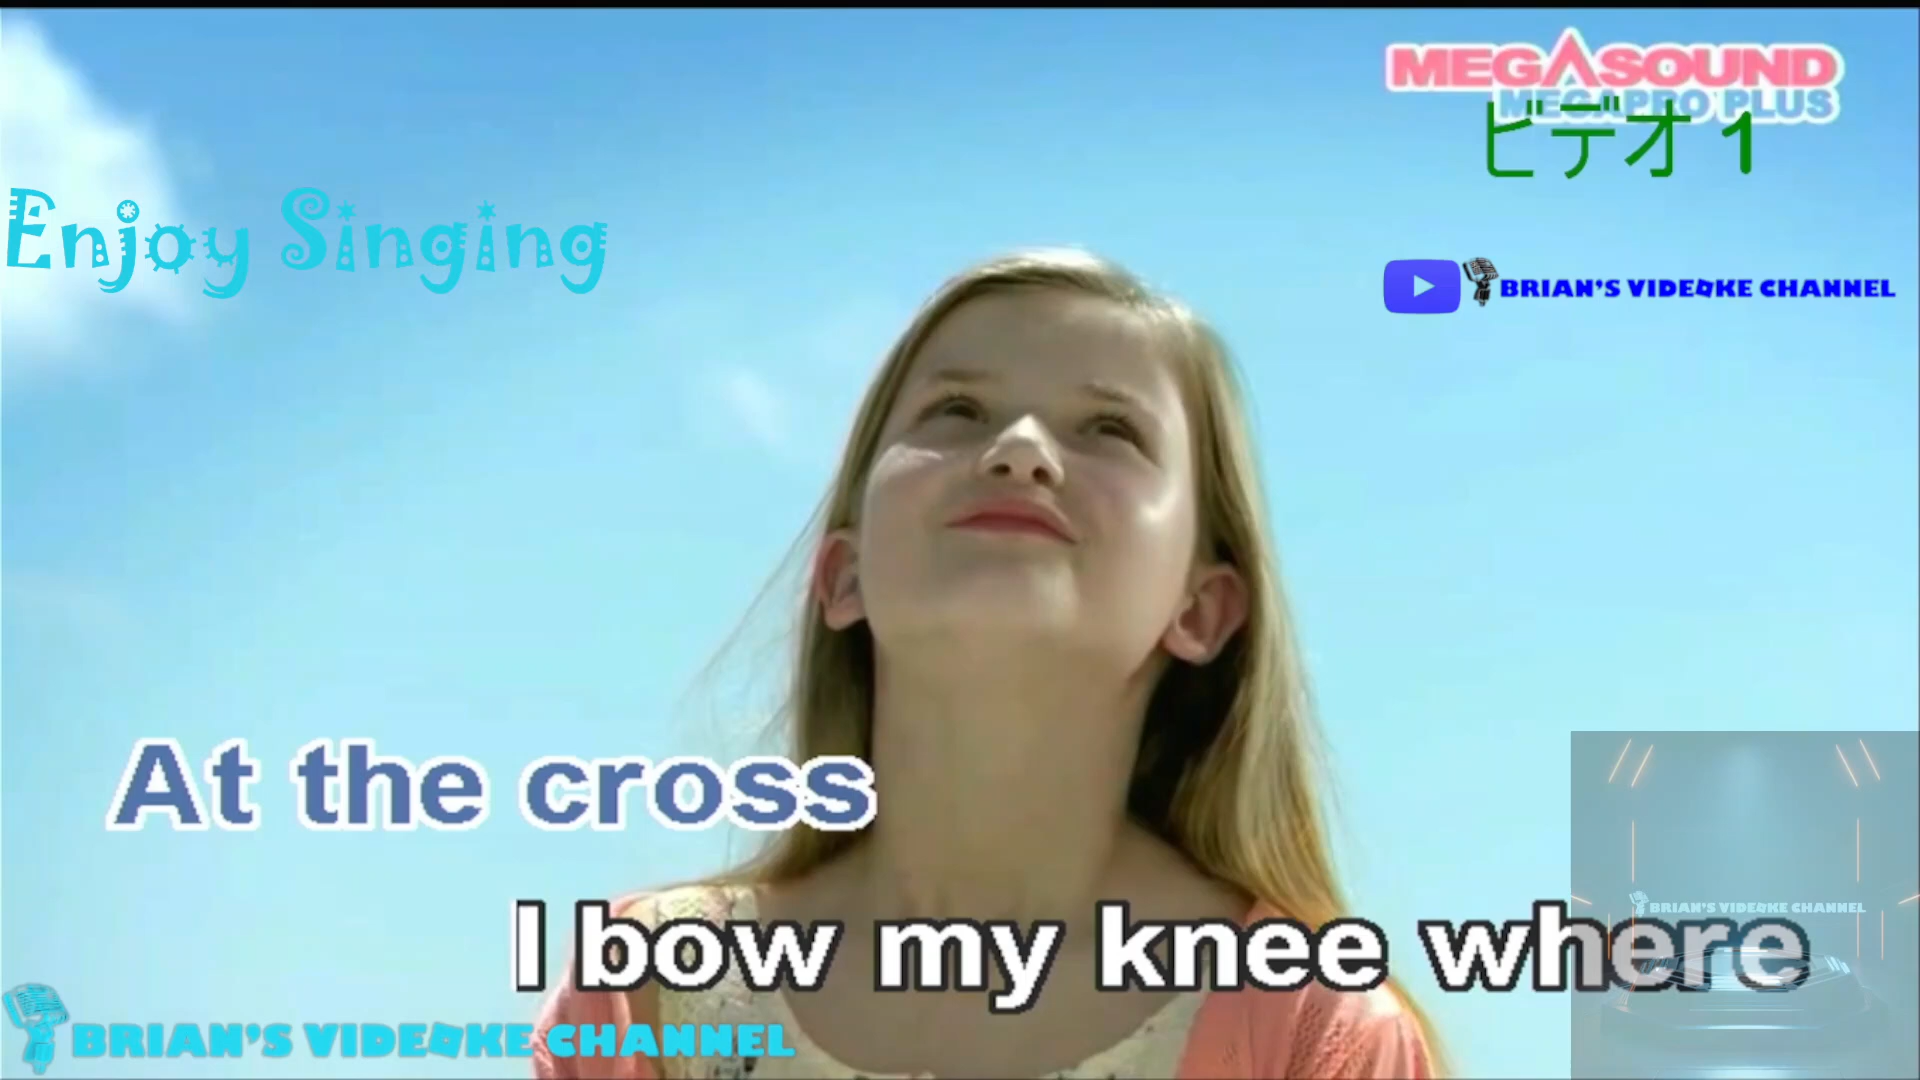 MEGASOUND
MEGAPRO PLUS
ビデオ 1
Enjoy Singing
BRIAN'S VIDEOKE CHANNEL
At the cross
I bow my knee where
BRIAN'S VIDEOKE CHANNEL
BRIAN'S VIDEOKE CHANNEL